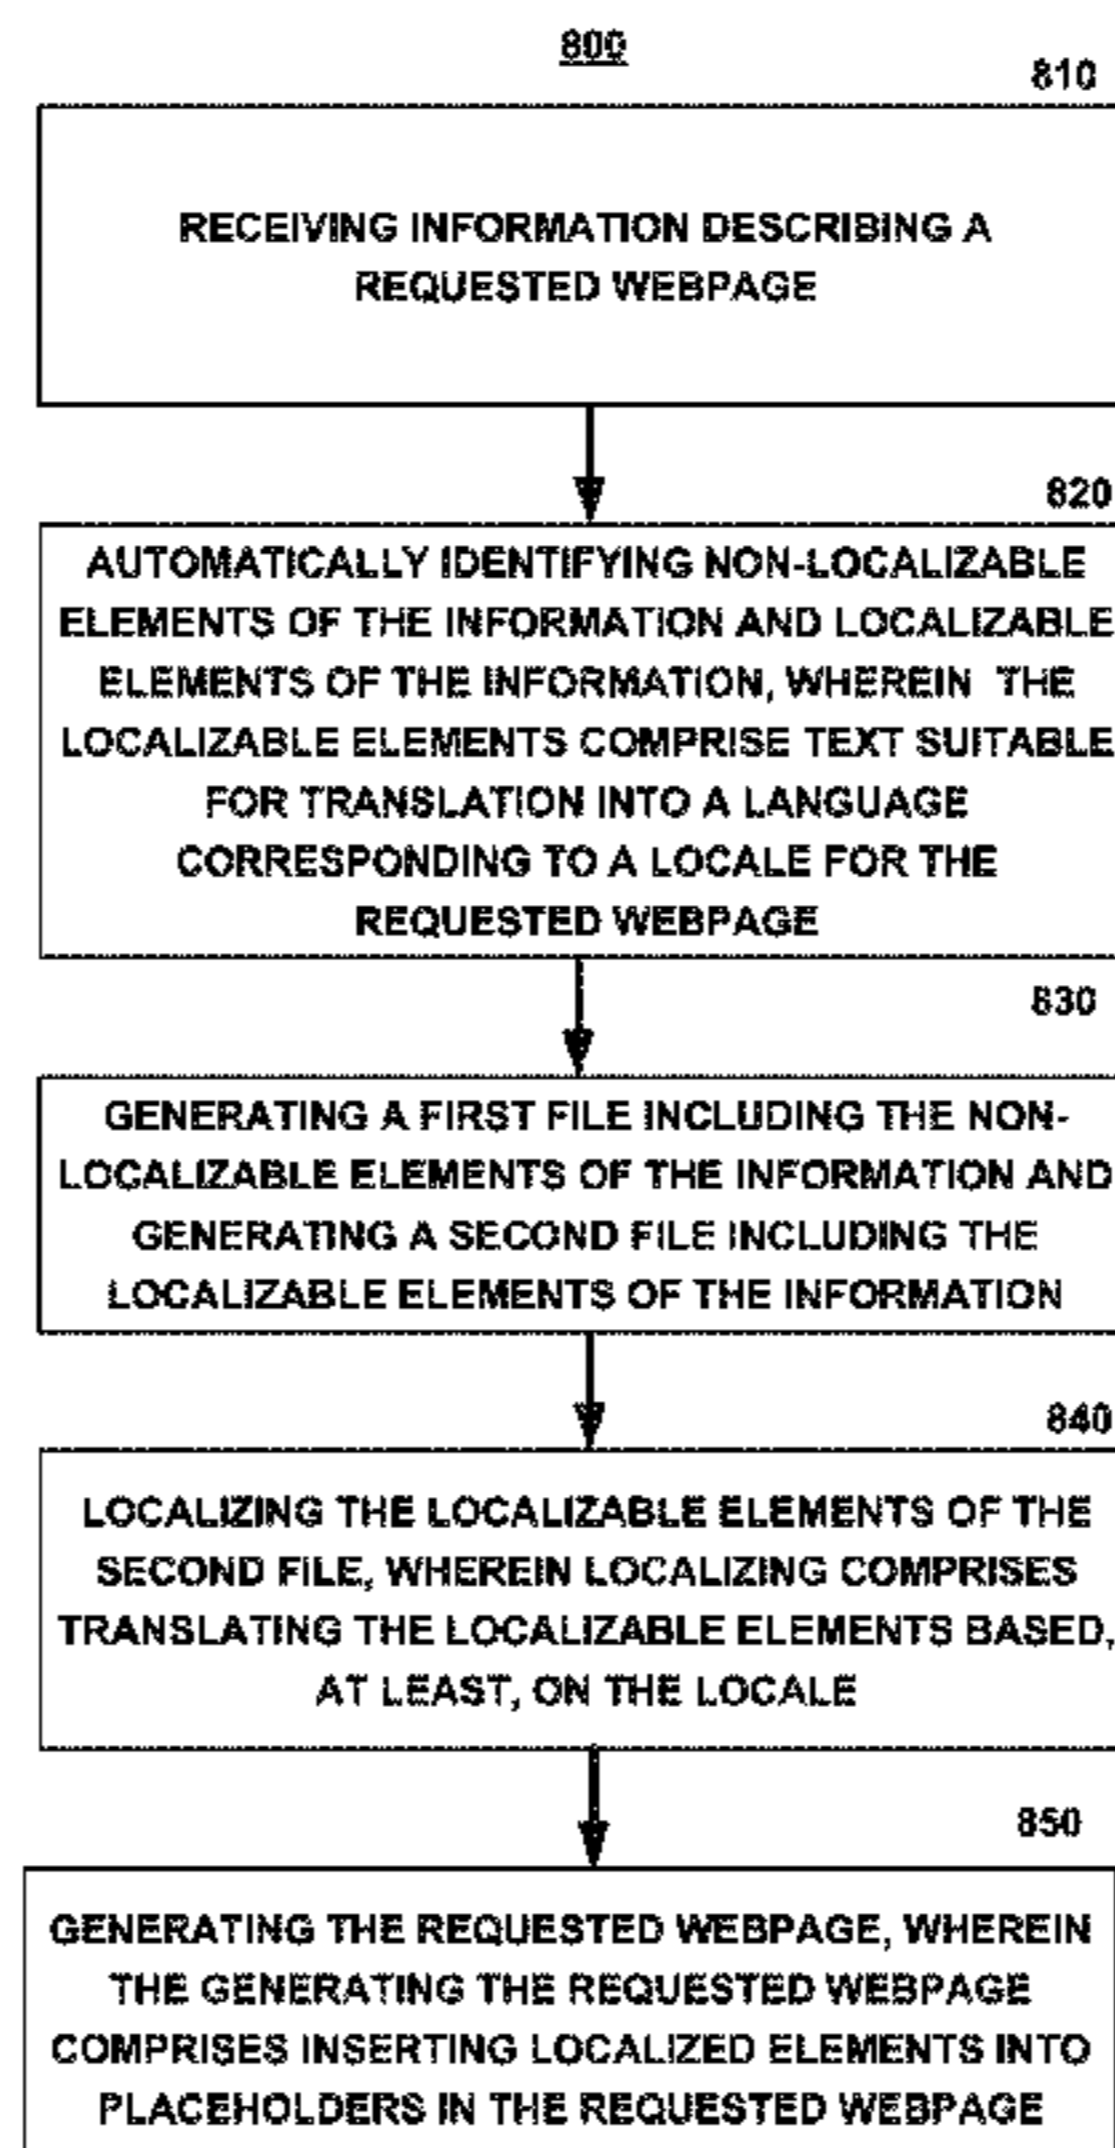 800
810
RECEIVING INFORMATION DESCRIBING A
REQUESTED WEBPAGE
820
AUTOMATICALLY IDENTIFYING NON-LOCALIZABLE
ELEMENTS OF THE INFORMATION AND LOCALIZABLE
ELEMENTS OF THE INFORMATION, WHEREIN THE
LOCALIZABLE ELEMENTS COMPRISE TEXT SUITABLE
FOR TRANSLATION INTO A LANGUAGE
CORRESPONDING TO A LOCALE FOR THE
REQUESTED WEBPAGE
830
GENERATING A FIRST FILE INCLUDING THE NON-
LOCALIZABLE ELEMENTS OF THE INFORMATION AND
GENERATING A SECOND FILE INCLUDING THE
LOCALIZABLE ELEMENTS OF THE INFORMATION
840
LOCALIZING THE LOCALIZABLE ELEMENTS OF THE
SECOND FILE, WHEREIN LOCALIZING COMPRISES
TRANSLATING THE LOCALIZABLE ELEMENTS BASED,
AT LEAST, ON THE LOCALE
850
GENERATING THE REQUESTED WEBPAGE, WHEREIN
THE GENERATING THE REQUESTED WEBPAGE
COMPRISES INSERTING LOCALIZED ELEMENTS INTO
PLACEHOLDERS IN THE REQUESTED WEBPAGE